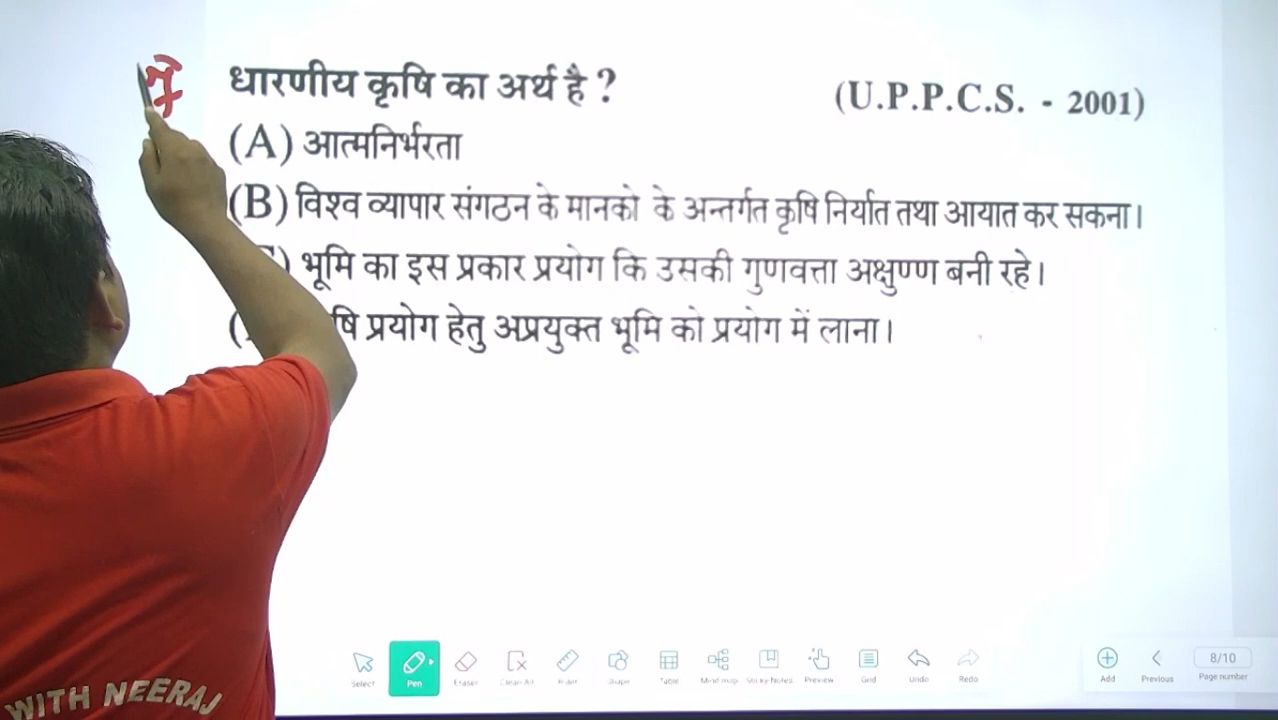 धारणीय कृषि का अर्थ है ? (U.P.P.C.S. - 2001)
(A) आत्मनिर्भरता
(B) विश्व व्यापार संगठन के मानको के अन्तर्गत कृषि निर्यात तथा आयात कर सकना।
) भूमि का इस प्रकार प्रयोग कि उसकी गुणवत्ता अक्षुण्ण बनी रहे।
( षि प्रयोग हेतु अप्रयुक्त भूमि को प्रयोग में लाना।
WITH NEERAJ
Select Pen Eraser Clean All Ruler Shape Table Mind map Sticky Notes Preview Grid Undo Redo Add Previous 8/10 Page number